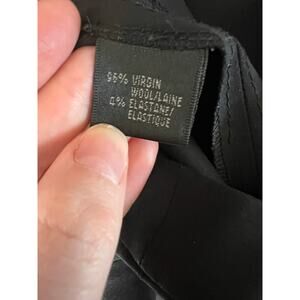 96% VIRGIN
WOOL/LAINE
4% ELASTANE/
ELASTIQUE